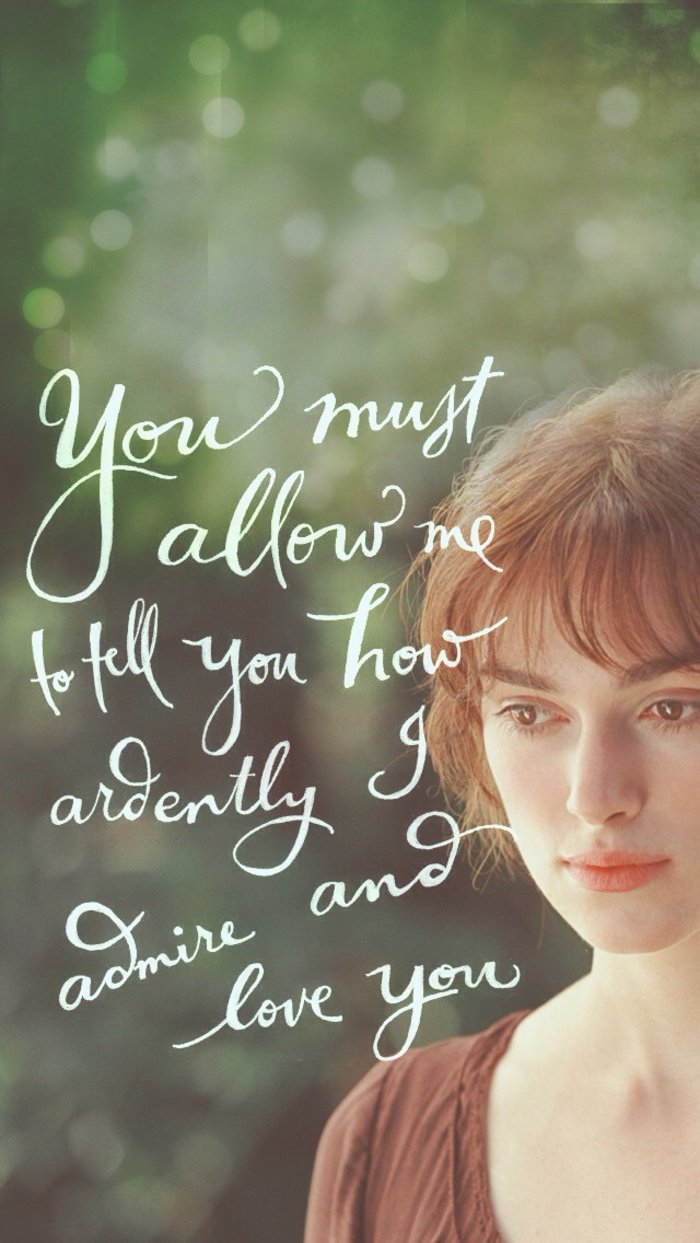 You must
allow me
to tell you how
ardently I
admire and
love you